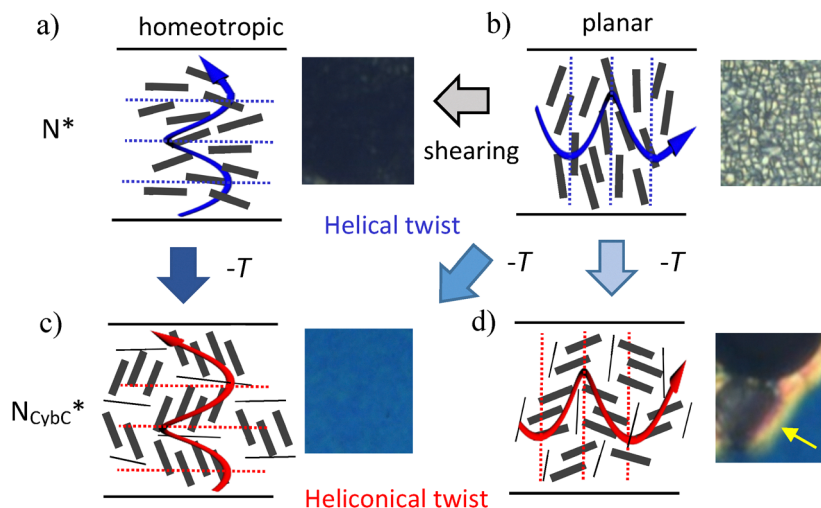 a)
homeotropic
b)
planar
N*
shearing
Helical twist
-T
-T
-T
c)
d)
NCybC*
Heliconical twist